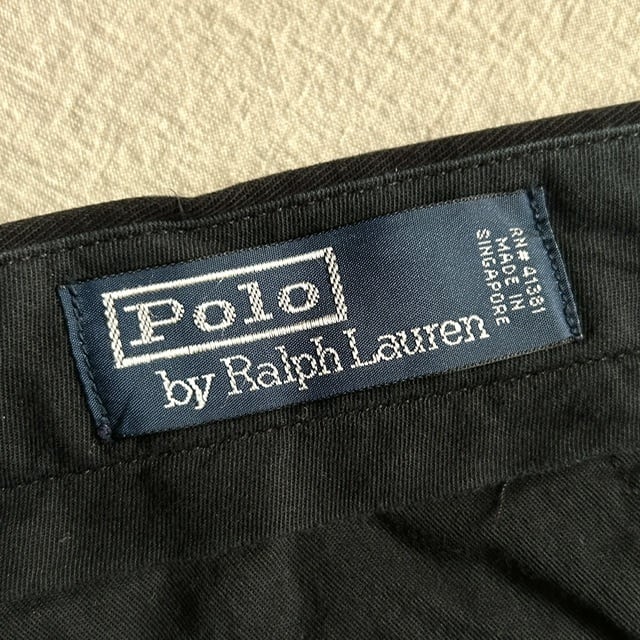 Polo
by Ralph Lauren
RN# 41381
MADE IN
SINGAPORE